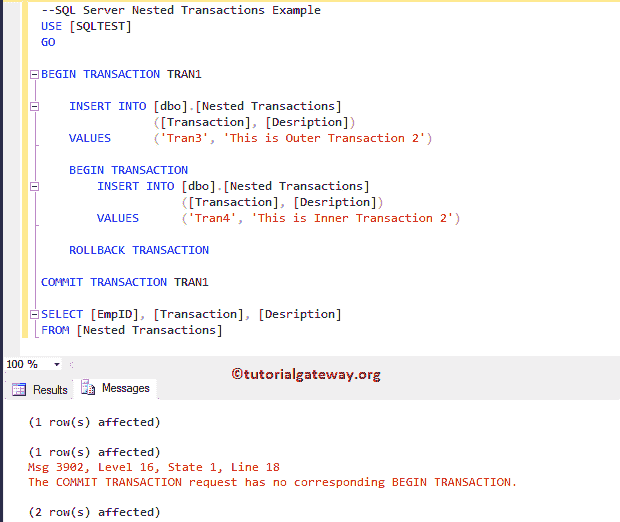 --SQL Server Nested Transactions Example
USE [SQLTEST]
GO
BEGIN TRANSACTION TRAN1
INSERT INTO [dbo].[Nested Transactions]
([Transaction], [Desription])
VALUES ('Tran3', 'This is Outer Transaction 2')
BEGIN TRANSACTION
INSERT INTO [dbo].[Nested Transactions]
([Transaction], [Desription])
VALUES ('Tran4', 'This is Inner Transaction 2')
ROLLBACK TRANSACTION
COMMIT TRANSACTION TRAN1
SELECT [EmpID], [Transaction], [Desription]
FROM [Nested Transactions]
100 %
©tutorialgateway.org
Results Messages
(1 row(s) affected)
(1 row(s) affected)
Msg 3902, Level 16, State 1, Line 18
The COMMIT TRANSACTION request has no corresponding BEGIN TRANSACTION.
(2 row(s) affected)